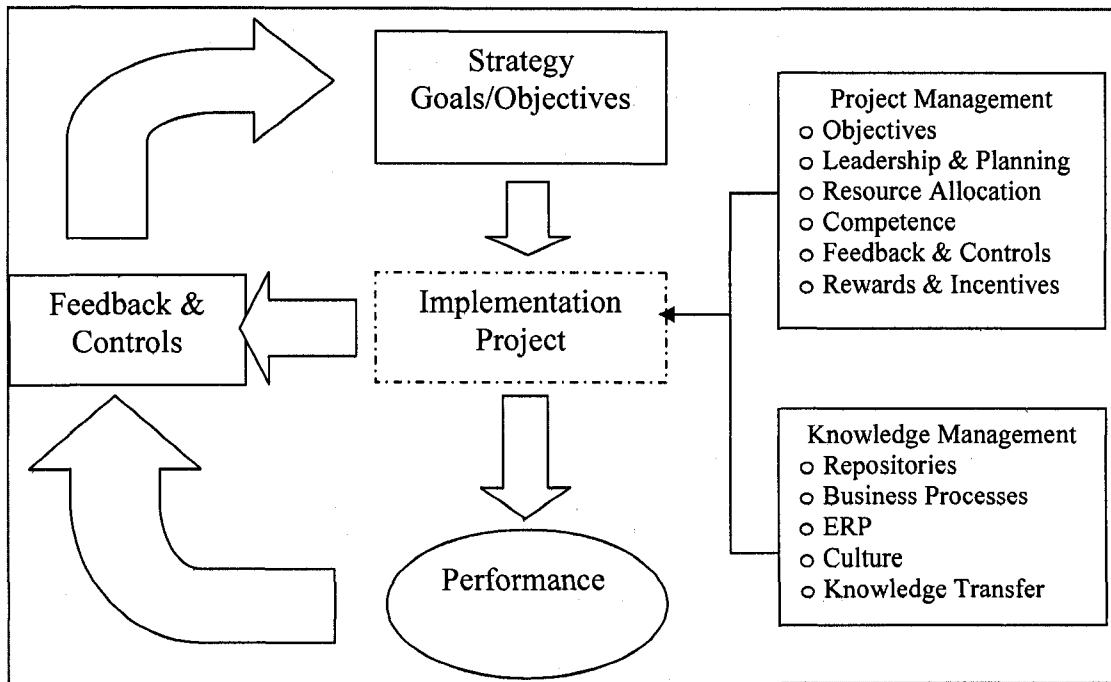 Strategy
Goals/Objectives
Project Management
o Objectives
o Leadership & Planning
o Resource Allocation
o Competence
o Feedback & Controls
o Rewards & Incentives
Feedback &
Controls
Implementation
Project
Knowledge Management
o Repositories
o Business Processes
o ERP
o Culture
o Knowledge Transfer
Performance